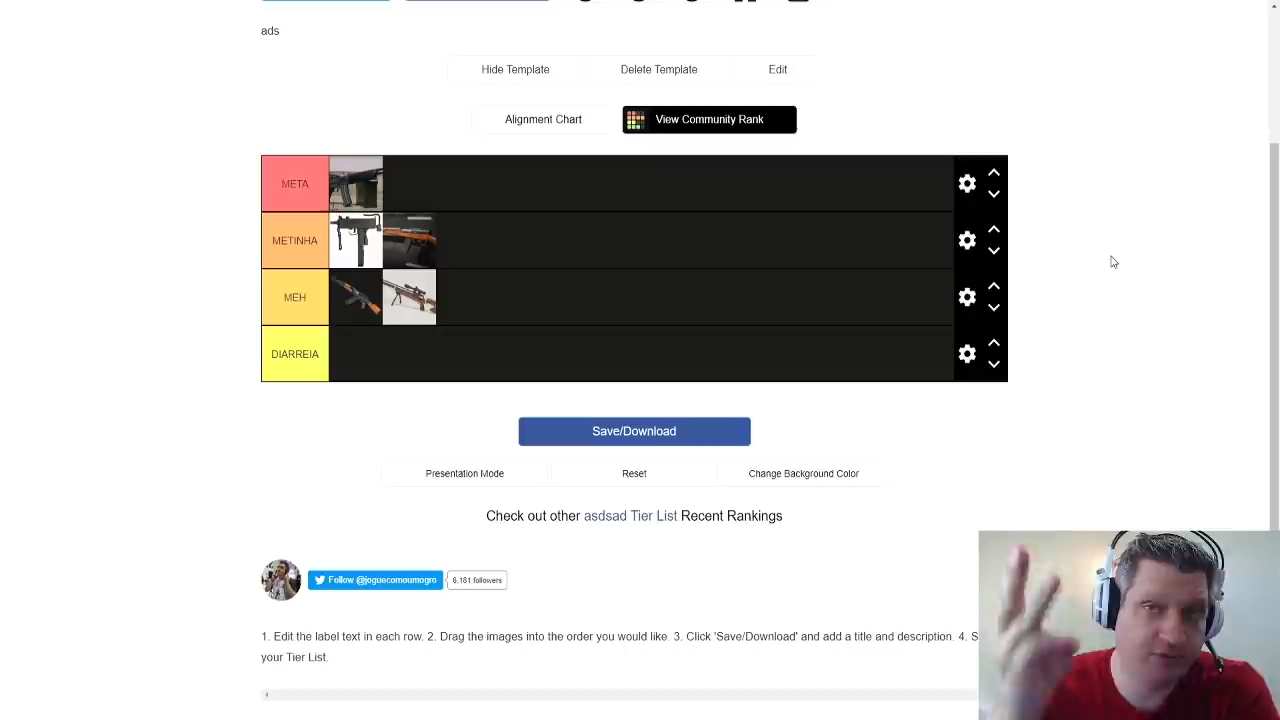 ads
Hide Template Delete Template Edit
Alignment Chart View Community Rank
META
METINHA
MEH
DIARREIA
Save/Download
Presentation Mode Reset Change Background Color
Check out other asdsad Tier List Recent Rankings
Follow @joguecomoumogro 6,181 followers
1. Edit the label text in each row. 2. Drag the images into the order you would like. 3. Click 'Save/Download' and add a title and description. 4. S
your Tier List.